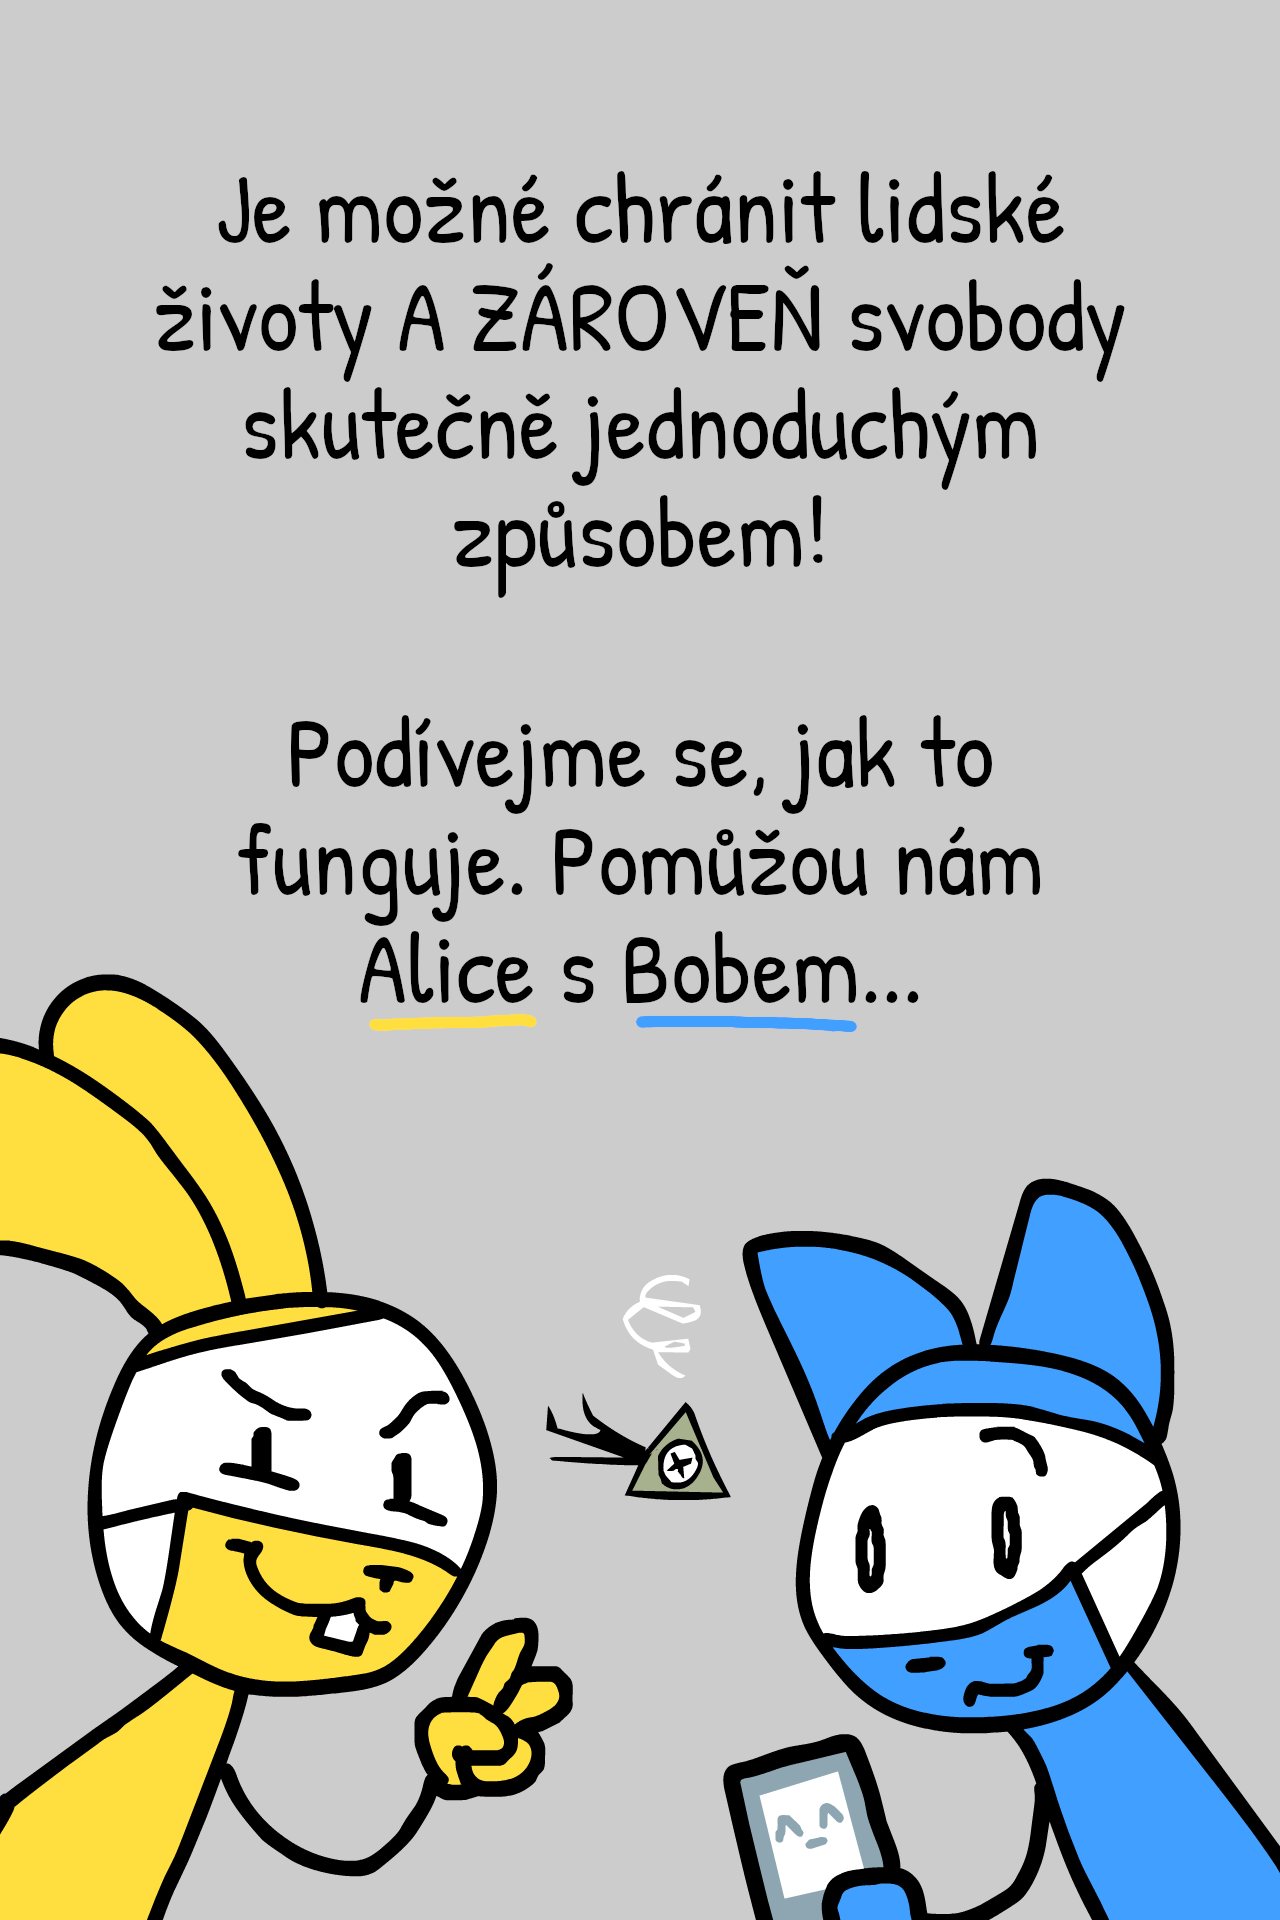 Je možné chránit lidské
životy A ZÁROVEŇ svobody
skutečně jednoduchým
způsobem!
Podívejme se, jak to
funguje. Pomůžou nám
Alice s Bobem...